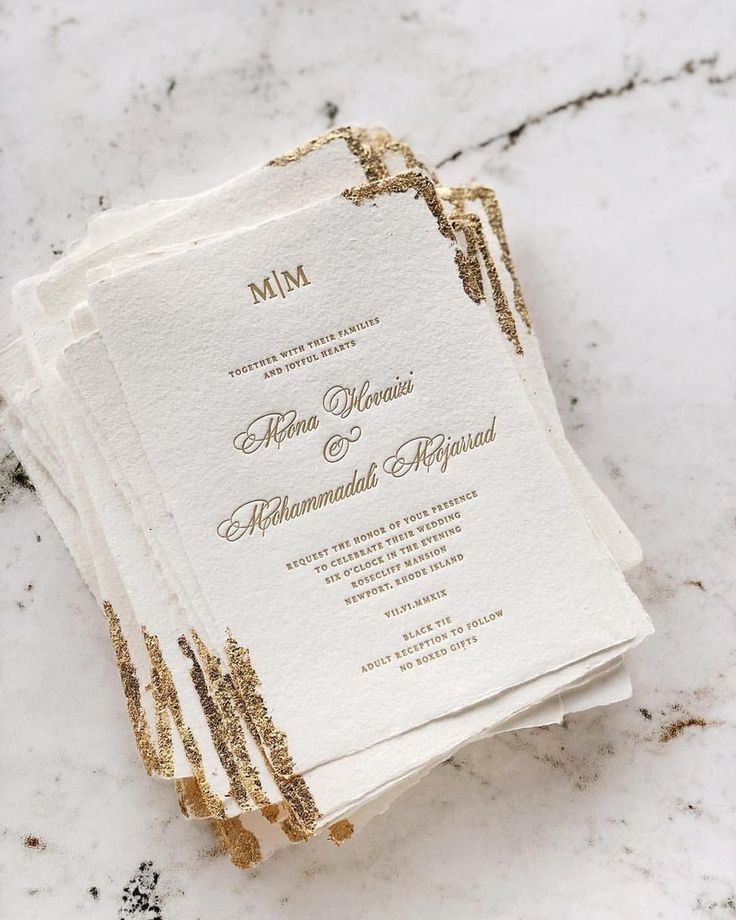 M|M
TOGETHER WITH THEIR FAMILIES
AND JOYFUL HEARTS
Mona Hovaizi
&
Mohammadali Mojarrad
REQUEST THE HONOR OF YOUR PRESENCE
TO CELEBRATE THEIR WEDDING
SIX O'CLOCK IN THE EVENING
ROSECLIFF MANSION
NEWPORT, RHODE ISLAND
VII.VI.MMXIX
BLACK TIE
ADULT RECEPTION TO FOLLOW
NO BOXED GIFTS